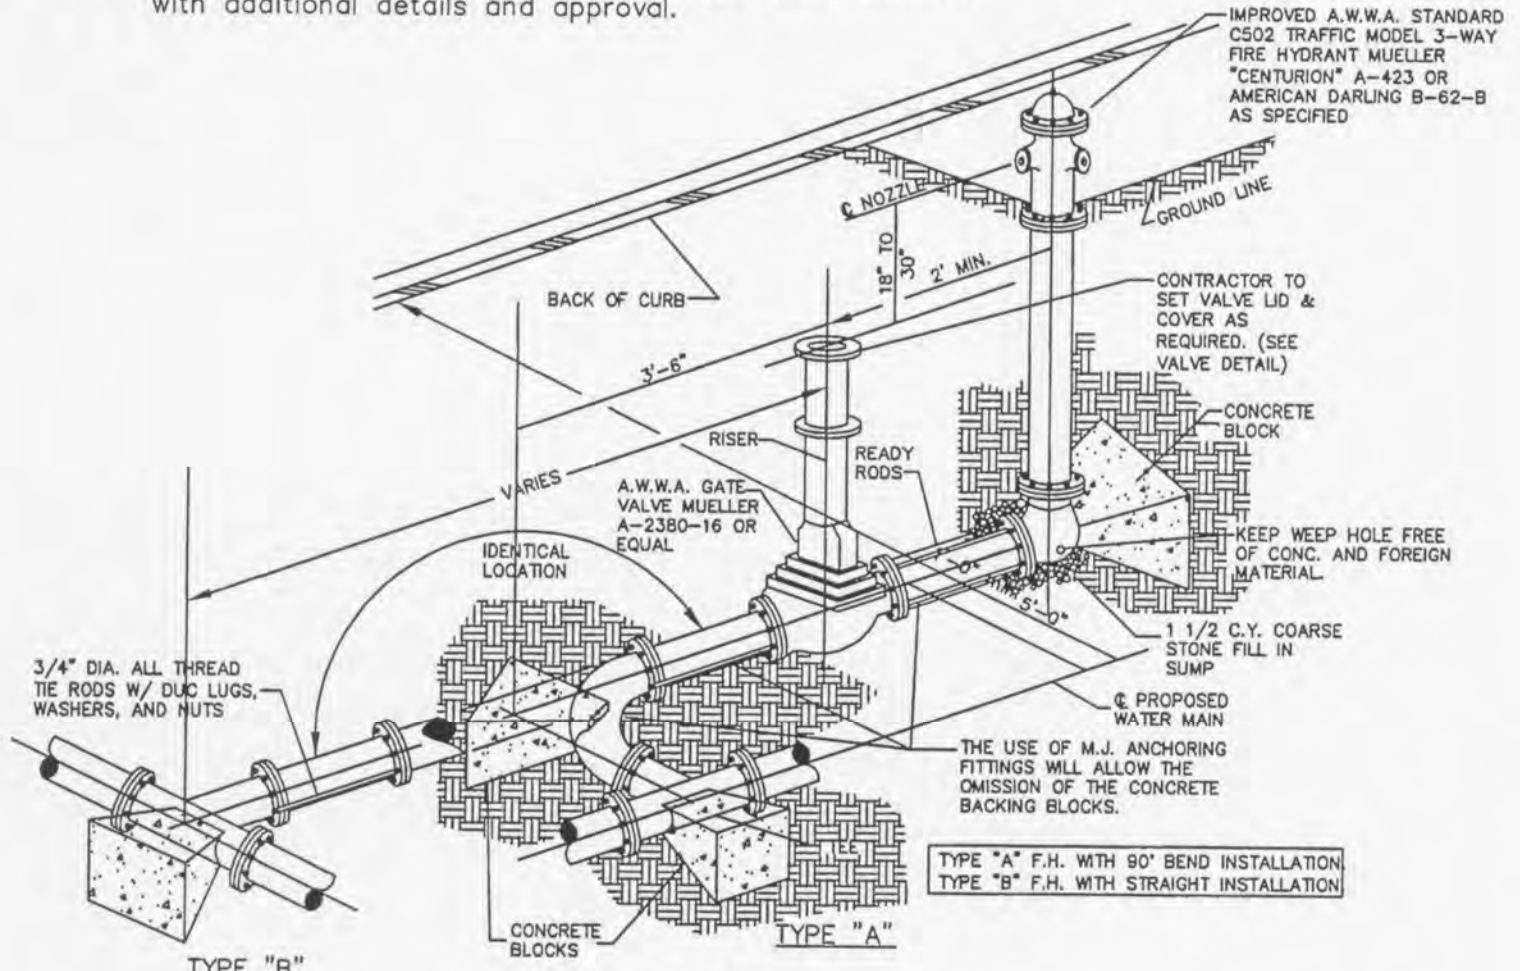 with additional details and approval.
IMPROVED A.W.W.A. STANDARD
C502 TRAFFIC MODEL 3-WAY
FIRE HYDRANT MUELLER
"CENTURION" A-423 OR
AMERICAN DARLING B-62-B
AS SPECIFIED
℄ NOZZLE
GROUND LINE
18" TO
30"
2' MIN.
BACK OF CURB
CONTRACTOR TO
SET VALVE LID &
COVER AS
REQUIRED. (SEE
VALVE DETAIL)
3'-6"
CONCRETE
BLOCK
RISER
READY
RODS
VARIES
A.W.W.A. GATE
VALVE MUELLER
A-2380-16 OR
EQUAL
IDENTICAL
LOCATION
KEEP WEEP HOLE FREE
OF CONC. AND FOREIGN
MATERIAL.
5'-0"
1 1/2 C.Y. COARSE
STONE FILL IN
SUMP
3/4" DIA. ALL THREAD
TIE RODS W/ DUC LUGS,
WASHERS, AND NUTS
℄ PROPOSED
WATER MAIN
THE USE OF M.J. ANCHORING
FITTINGS WILL ALLOW THE
OMISSION OF THE CONCRETE
BACKING BLOCKS.
TEE
TYPE "A" F.H. WITH 90' BEND INSTALLATION
TYPE "B" F.H. WITH STRAIGHT INSTALLATION
CONCRETE
BLOCKS
TYPE "A"
TYPE "B"